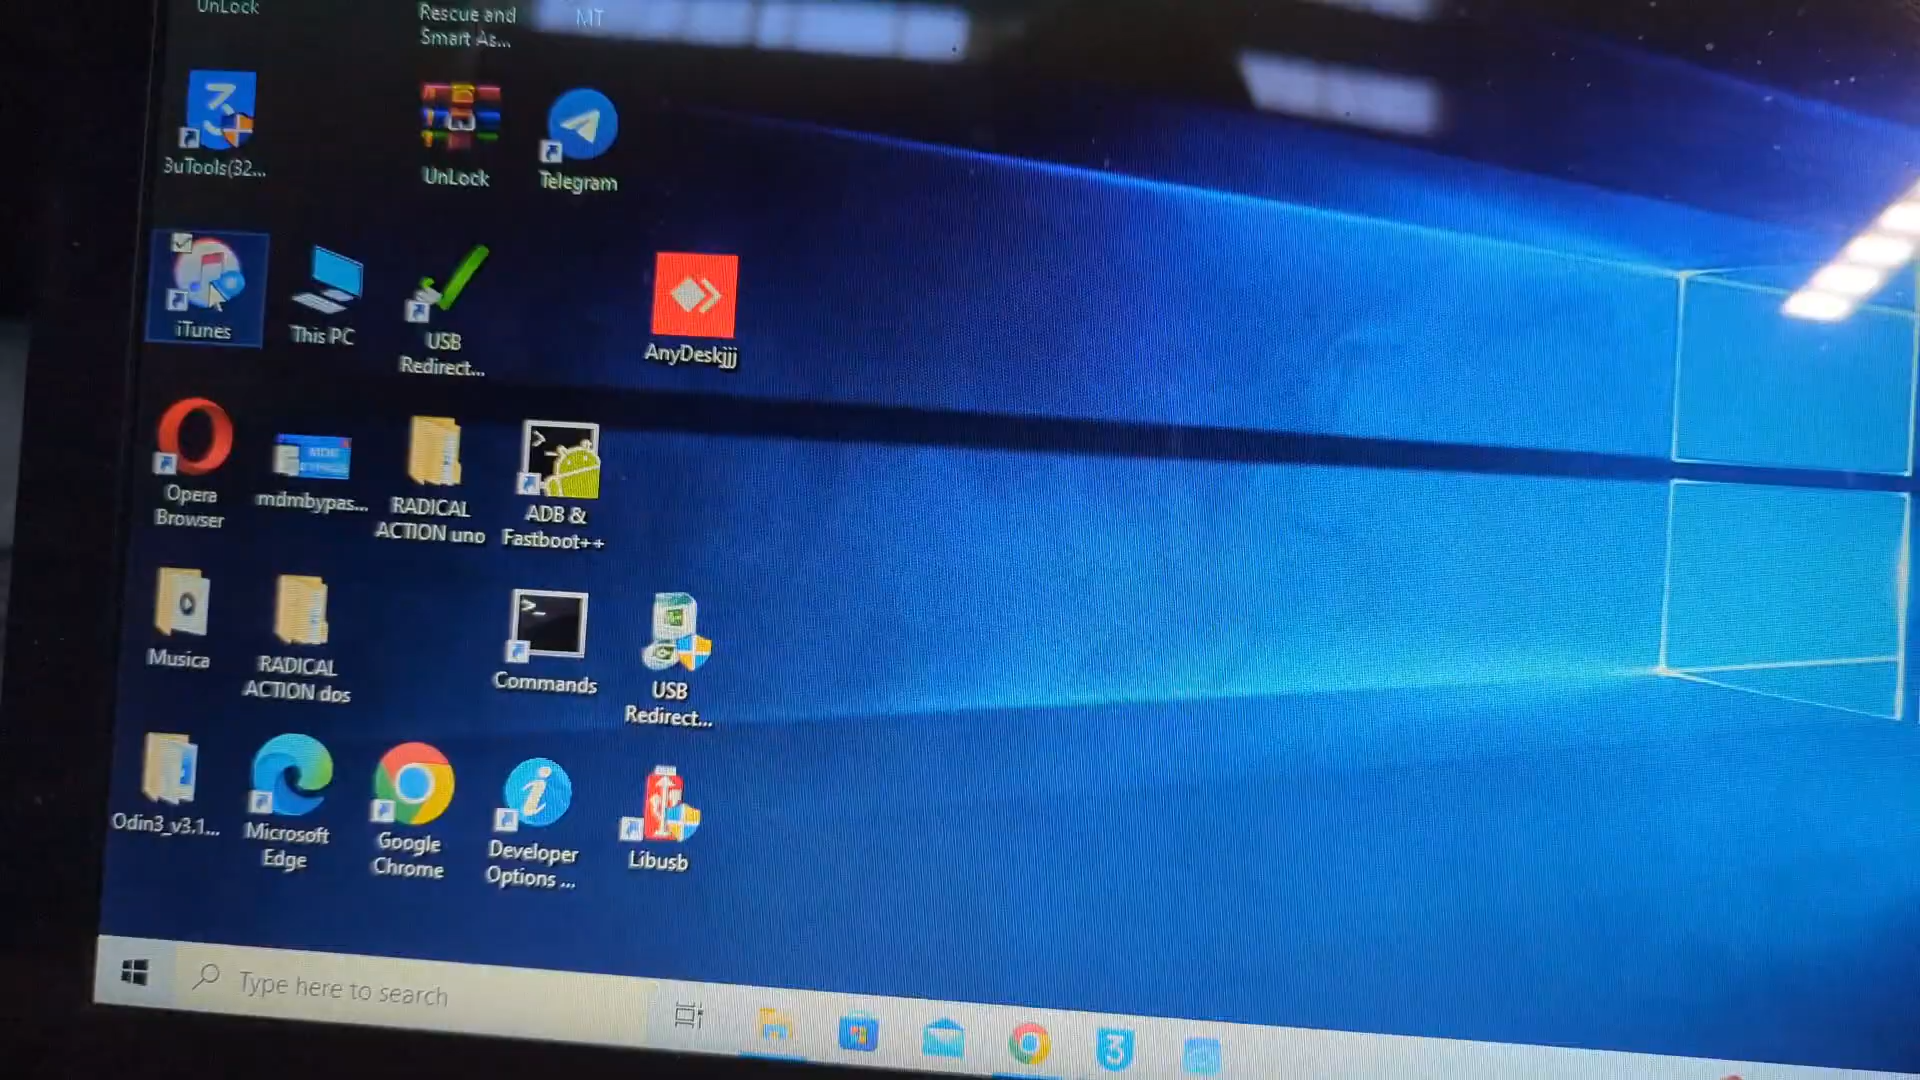 UnLock
Rescue and
Smart As...
MT
3uTools(32...
UnLock
Telegram
iTunes
This PC
USB
Redirect...
AnyDeskjjj
Opera
Browser
mdmbypas...
RADICAL
ACTION uno
ADB &
Fastboot++
Musica
RADICAL
ACTION dos
Commands
USB
Redirect...
Odin3_v3.1...
Microsoft
Edge
Google
Chrome
Developer
Options ...
Libusb
Type here to search